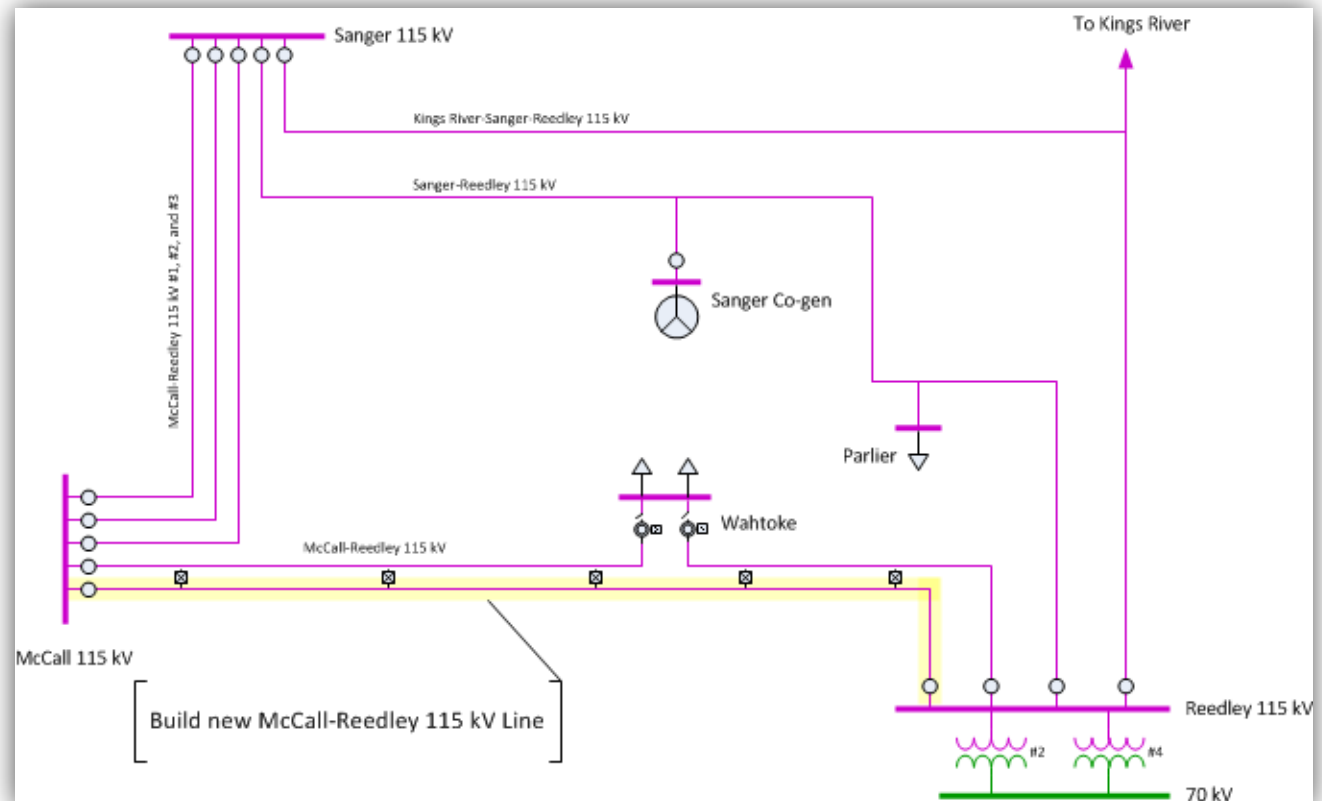 To Kings River
Sanger 115 kV
Kings River-Sanger-Reedley 115 kV
Sanger-Reedley 115 kV
McCall-Reedley 115 kV #1, #2, and #3
Sanger Co-gen
Parlier
Wahtoke
McCall-Reedley 115 kV
McCall 115 kV
Build new McCall-Reedley 115 kV Line
Reedley 115 kV
#2
#4
70 kV